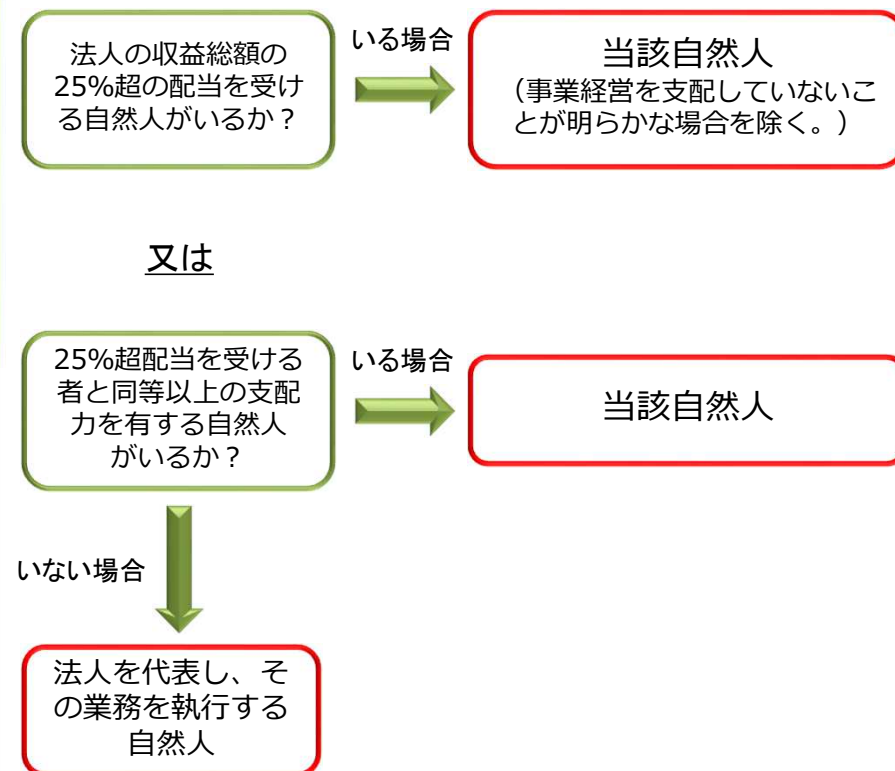 法人の収益総額の
25%超の配当を受け
る自然人がいるか？
いる場合
当該自然人
（事業経営を支配していないこ
とが明らかな場合を除く。）
又は
25%超配当を受ける
者と同等以上の支配
力を有する自然人
がいるか？
いる場合
当該自然人
いない場合
法人を代表し、そ
の業務を執行する
自然人